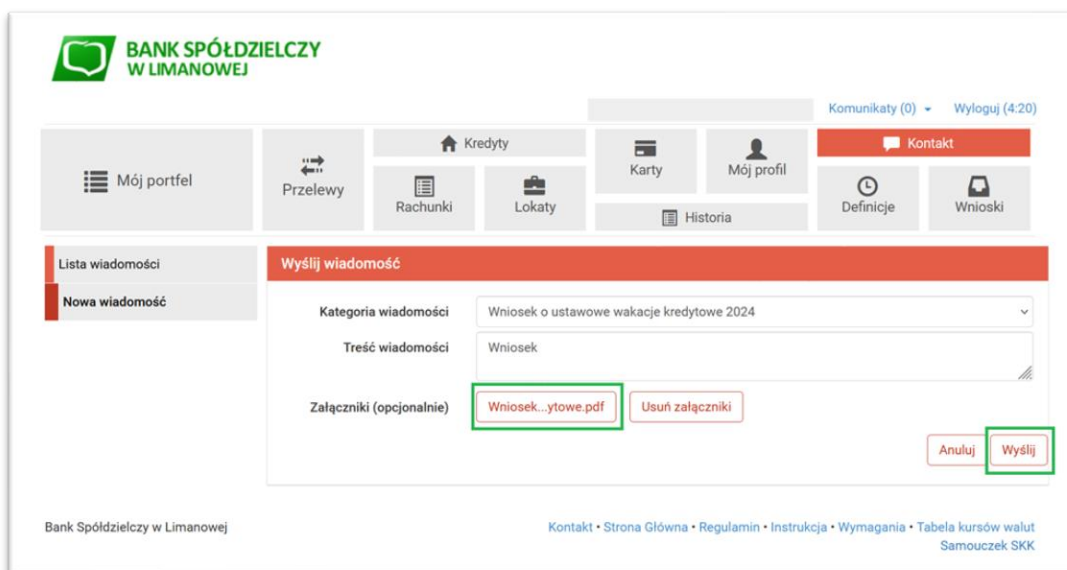 BANK SPÓŁDZIELCZY
W LIMANOWEJ
Komunikaty (0) Wyloguj (4:20)
Mój portfel
Przelewy
Kredyty
Rachunki
Lokaty
Karty
Mój profil
Historia
Kontakt
Definicje
Wnioski
Lista wiadomości
Nowa wiadomość
Wyślij wiadomość
Kategoria wiadomości Wniosek o ustawowe wakacje kredytowe 2024
Treść wiadomości Wniosek
Załączniki (opcjonalnie) Wniosek...ytowe.pdf Usuń załączniki
Anuluj Wyślij
Bank Spółdzielczy w Limanowej Kontakt • Strona Główna • Regulamin • Instrukcja • Wymagania • Tabela kursów walut
Samouczek SKK